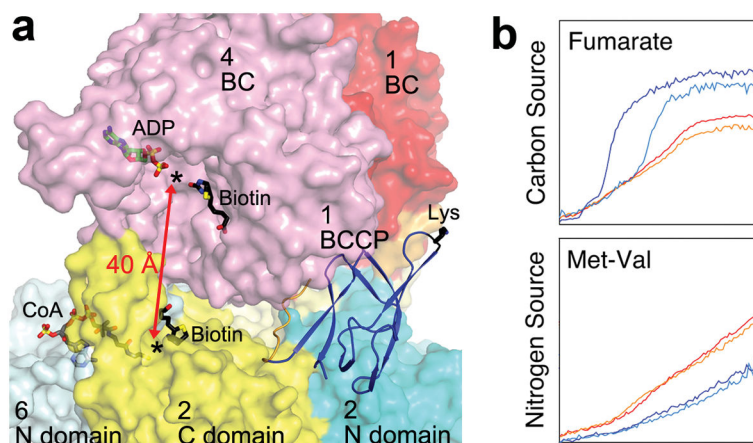 a
4
BC
1
BC
ADP
*
Biotin
1
BCCP
Lys
40 Å
CoA
Biotin
*
6
N domain
2
C domain
2
N domain
b
Carbon Source
Fumarate
Nitrogen Source
Met-Val